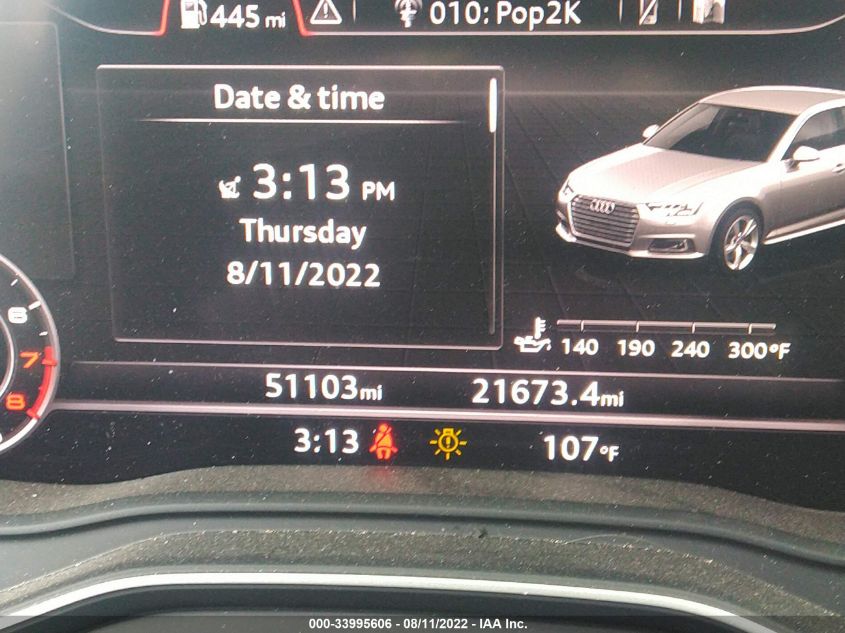 445 mi 010: Pop2K
Date & time
3:13 PM
Thursday
8/11/2022
6
7
8
140 190 240 300°F
51103mi 21673.4mi
3:13 107°F
000-33995606 - 08/11/2022 - IAA Inc.